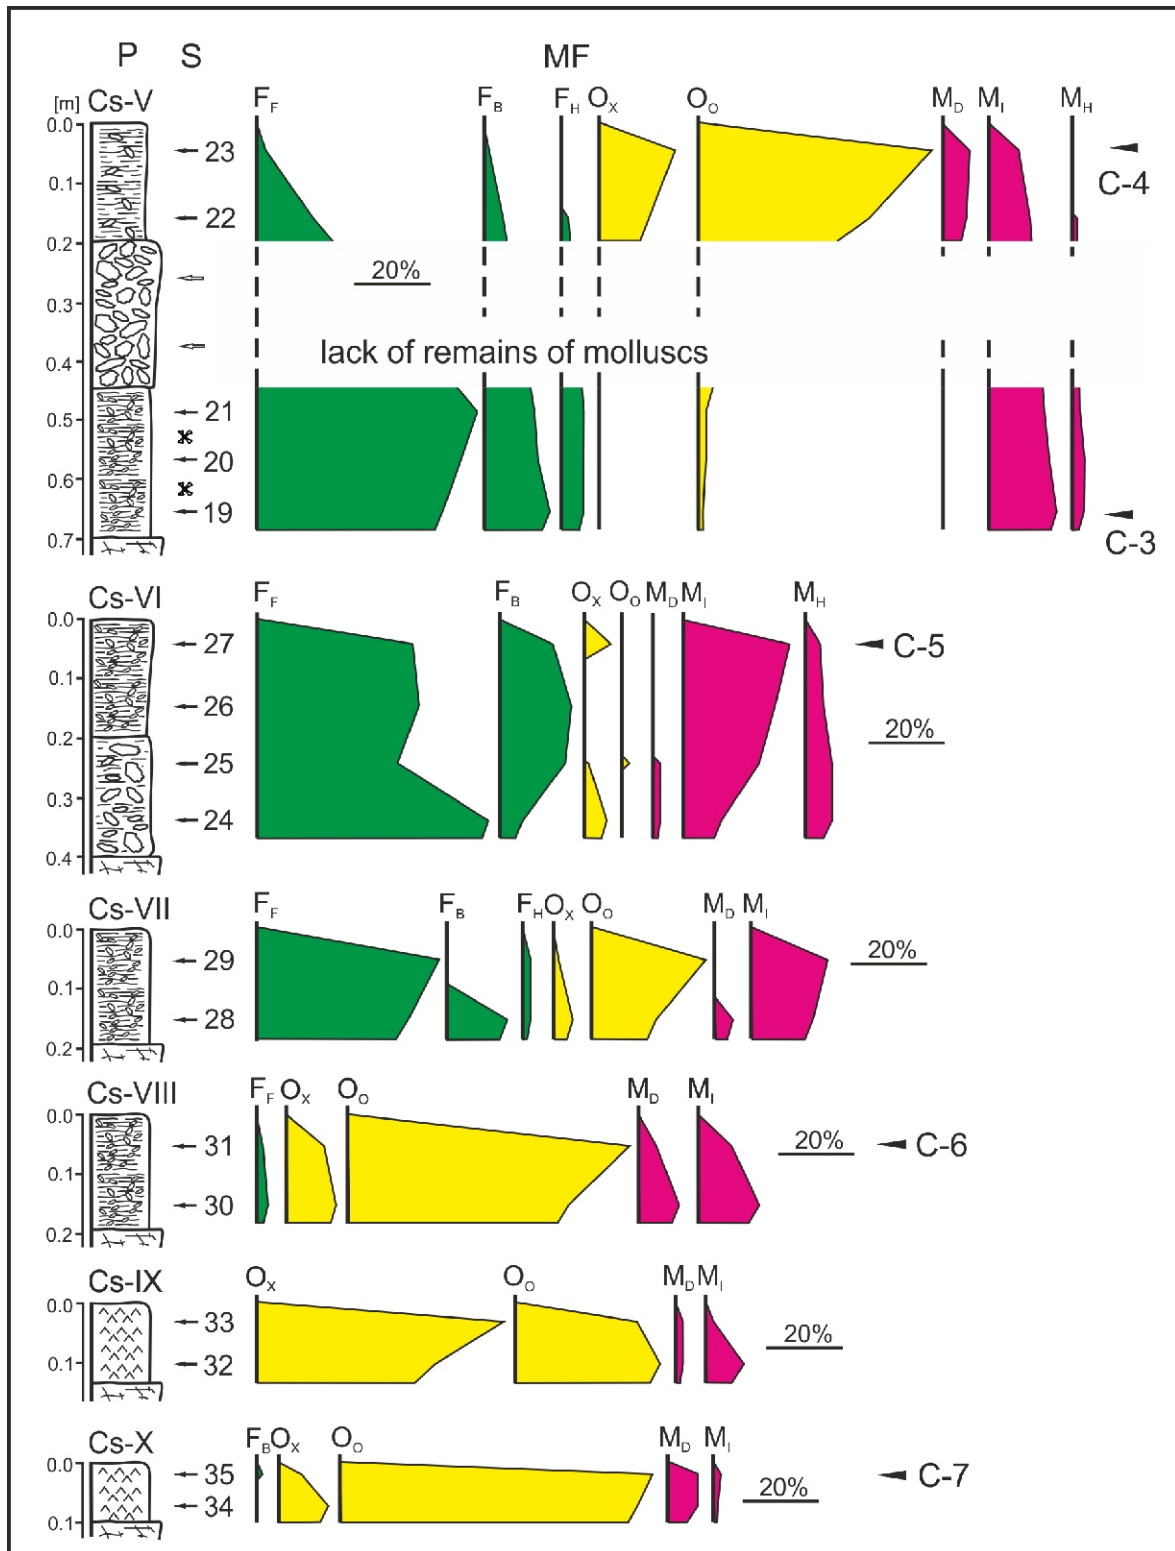 P S MF
[m] Cs-V F_F F_B F_H O_X O_O M_D M_I M_H
0.0
23
0.1
C-4
22
0.2
20%
0.3
lack of remains of molluscs
0.4
21
0.5
20
0.6
19
0.7
C-3
Cs-VI F_F F_B O_X O_O M_D M_I M_H
0.0
27 C-5
0.1
26
0.2 20%
25
0.3
24
0.4
Cs-VII F_F F_B F_H O_X O_O M_D M_I
0.0
29 20%
0.1
28
0.2
Cs-VIII F_F O_X O_O M_D M_I
0.0
31 20% C-6
0.1
30
0.2
Cs-IX O_X O_O M_D M_I
0.0
33 20%
0.1 32
Cs-X F_B O_X O_O M_D M_I
0.0
35 C-7
34 20%
0.1